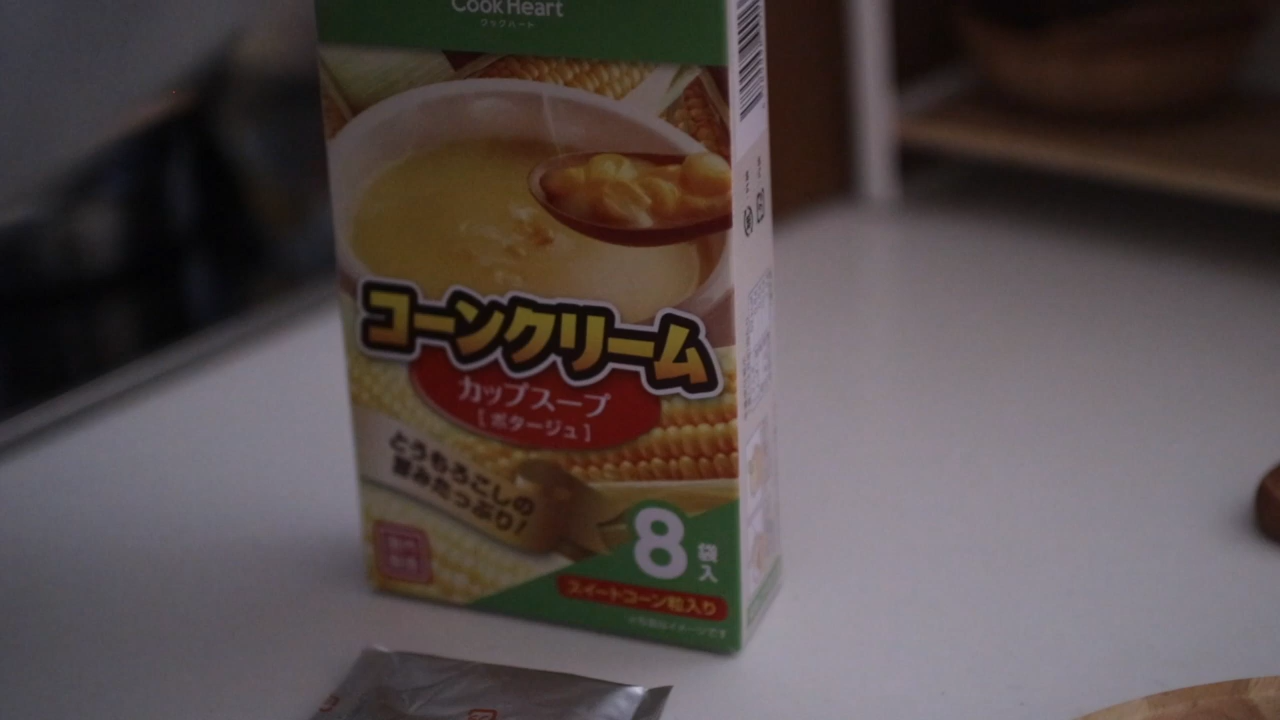 Cook Heart
クックハート
コーンクリーム
カップスープ
[ポタージュ]
とうもろこしの
厚みたっぷり!
8袋入
スイートコーン粒入り